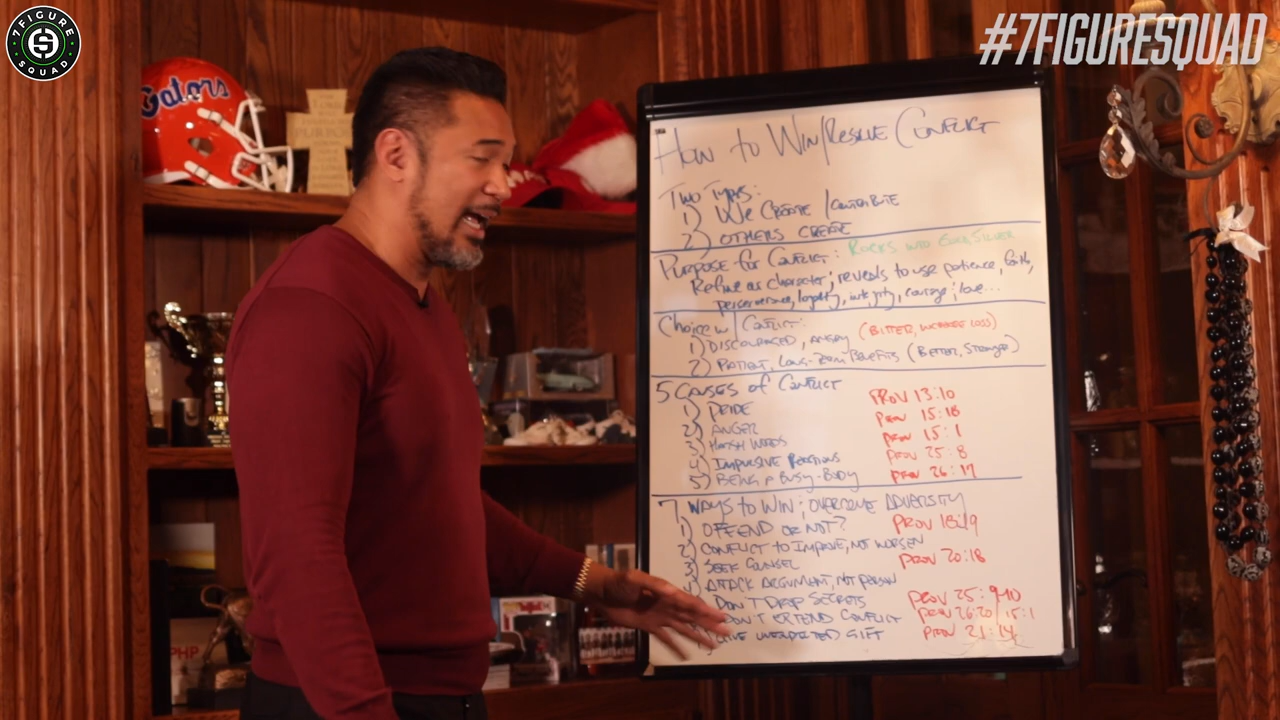 7FIGURE
SQUAD
#7FIGURESQUAD
Gators
How to Win/Resolve Conflict
Two Types:
1) We Create / Contribute
2) Others Create
Purpose for Conflict: Rocks into Gold, Silver
Refine as character; reveals to use patience, faith,
perserverance, loyalty, integrity, courage; love...
Choice w/ Conflict:
1) Discouraged, Angry (Bitter, Increase Loss)
2) Patient, Long-Term Benefits (Better, Stronger)
5 Causes of Conflict
1) Pride Prov 13:10
2) Anger Prov 15:18
3) Harsh Words Prov 15:1
4) Impulsive Reactions Prov 25:8
5) Being a Busy-Body Prov 26:17
7 Ways to Win; Overcome Adversity
1) Offend or Not? Prov 18:19
2) Conflict to Improve, Not Worsen
3) Seek Counsel Prov 20:18
4) Attack Argument, Not Person
Don't Drop Secrets Prov 25:9-10
Don't Extend Conflict Prov 26:20/15:1
Give Unexpected Gift Prov 21:14
PHP